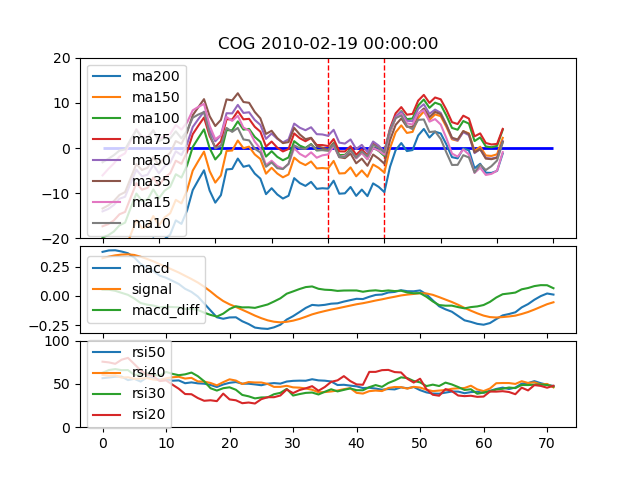 COG 2010-02-19 00:00:00
20
10
0
−10
−20
ma200
ma150
ma100
ma75
ma50
ma35
ma15
ma10
0.25
0.00
−0.25
macd
signal
macd_diff
100
50
0
rsi50
rsi40
rsi30
rsi20
0 10 20 30 40 50 60 70